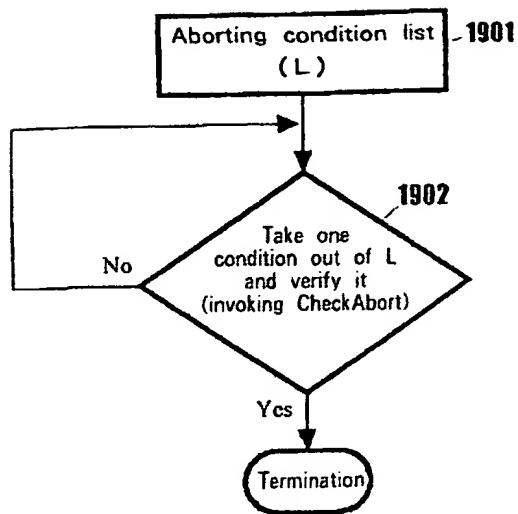 Aborting condition list
(L)
1901
1902
Take one
condition out of L
and verify it
(invoking CheckAbort)
No
Yes
Termination